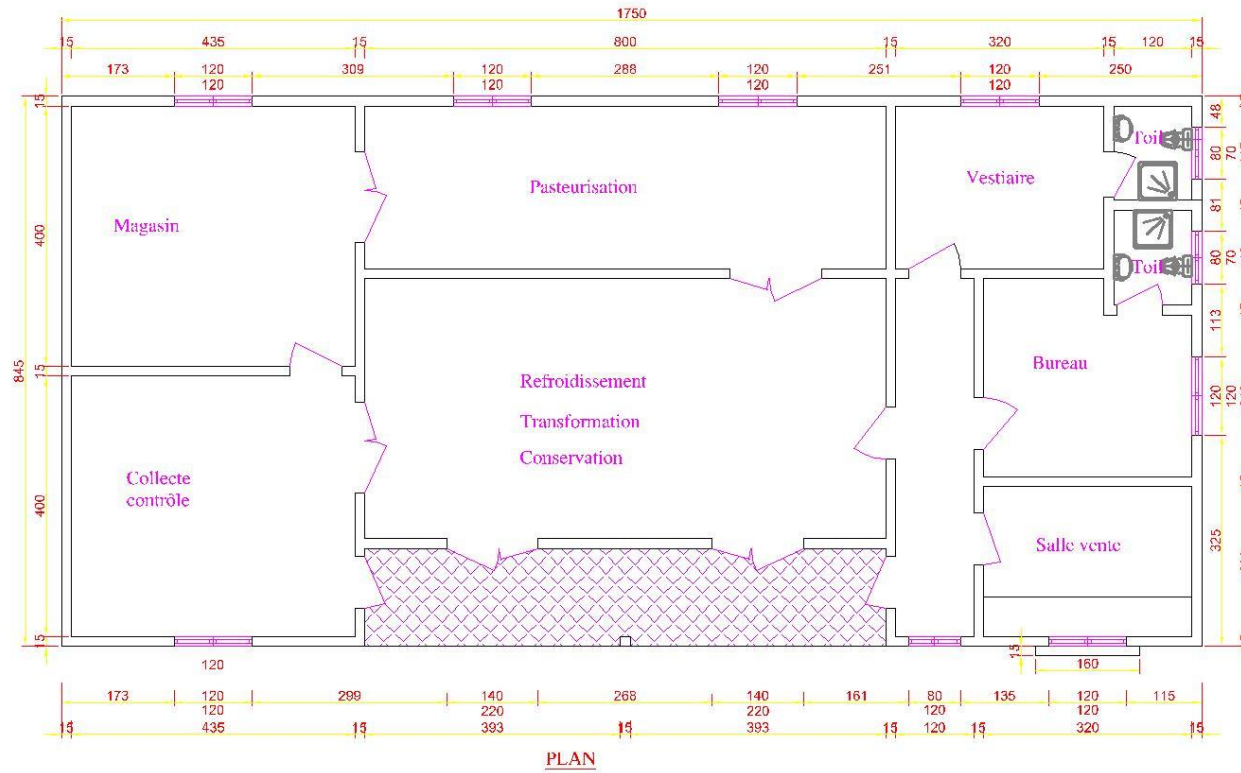 1750
15 435 15 800 15 320 15 120 15
173 120 309 120 288 120 251 120 250
120 120 120 120
15 48
Toil
80 70
Pasteurisation Vestiaire
Magasin 81
400
80 70
Toil
113
845 15 Bureau
Refroidissement
120 120
Transformation
Conservation
Collecte
contrôle
400
Salle vente 325
15
15 160
120
173 120 299 140 268 140 161 80 135 120 115
120 220 220 120 120
15 435 15 393 15 393 15 120 15 320 15
PLAN